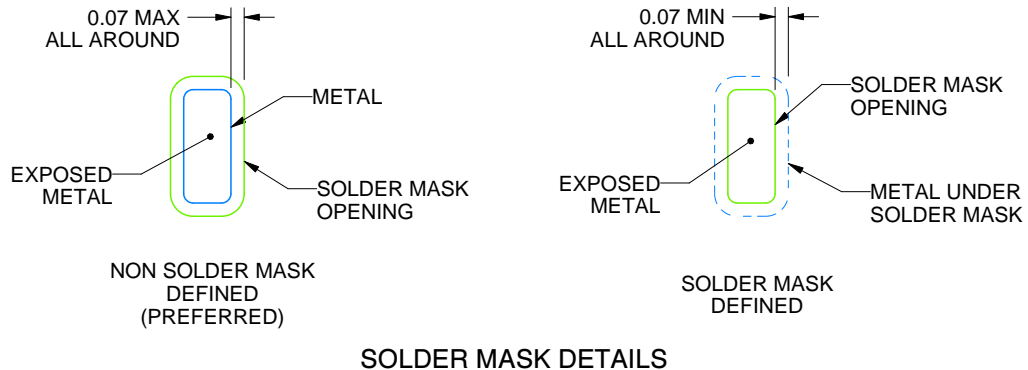 0.07 MAX
ALL AROUND
METAL
EXPOSED
METAL
SOLDER MASK
OPENING
NON SOLDER MASK
DEFINED
(PREFERRED)
0.07 MIN
ALL AROUND
SOLDER MASK
OPENING
EXPOSED
METAL
METAL UNDER
SOLDER MASK
SOLDER MASK
DEFINED
SOLDER MASK DETAILS